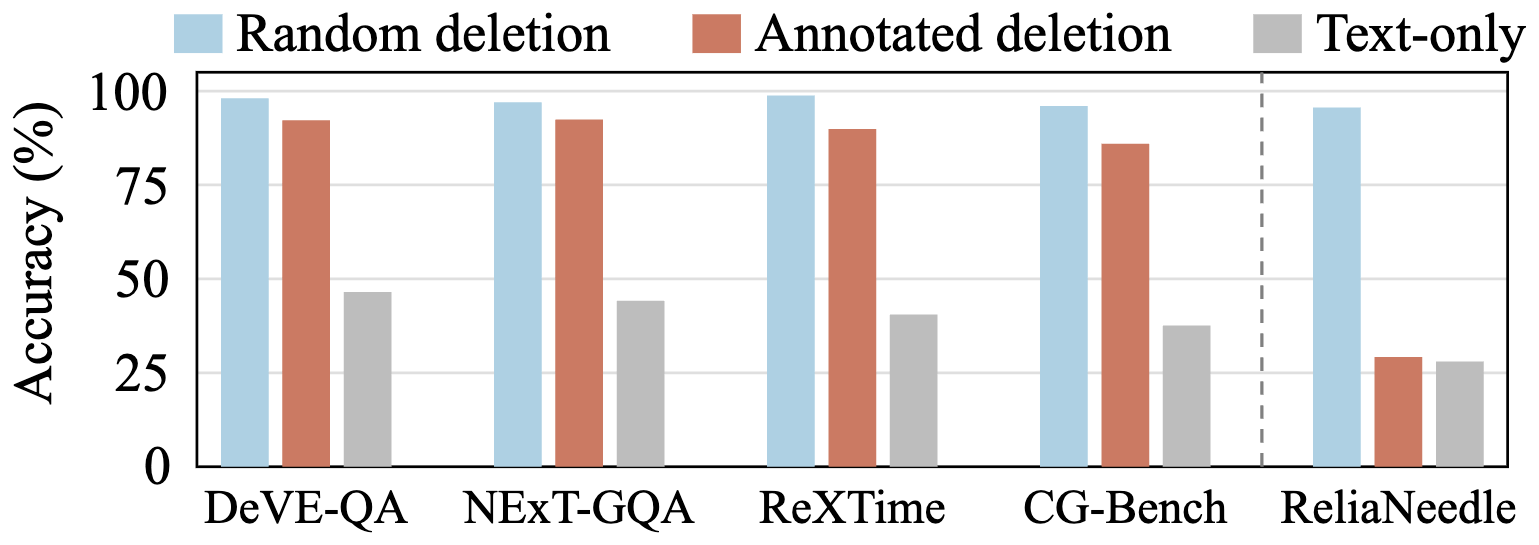 Random deletion Annotated deletion Text-only
Accuracy (%)
100
75
50
25
0
DeVE-QA NExT-GQA ReXTime CG-Bench ReliaNeedle